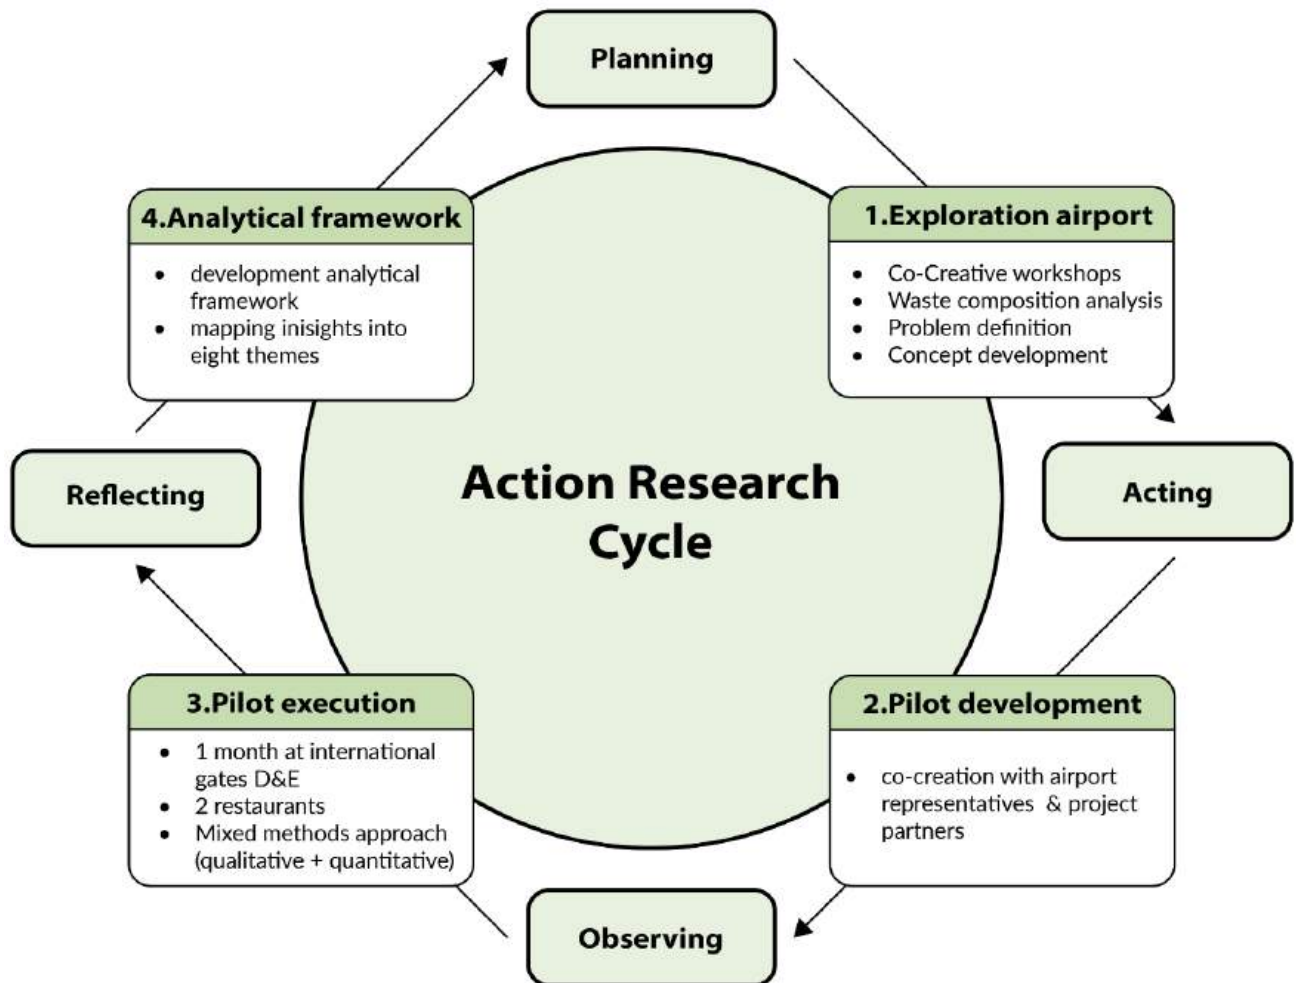 Planning
4.Analytical framework
• development analytical
framework
• mapping inisights into
eight themes
1.Exploration airport
• Co-Creative workshops
• Waste composition analysis
• Problem definition
• Concept development
Reflecting
Action Research
Cycle
Acting
3.Pilot execution
• 1 month at international
gates D&E
• 2 restaurants
• Mixed methods approach
(qualitative + quantitative)
2.Pilot development
• co-creation with airport
representatives & project
partners
Observing